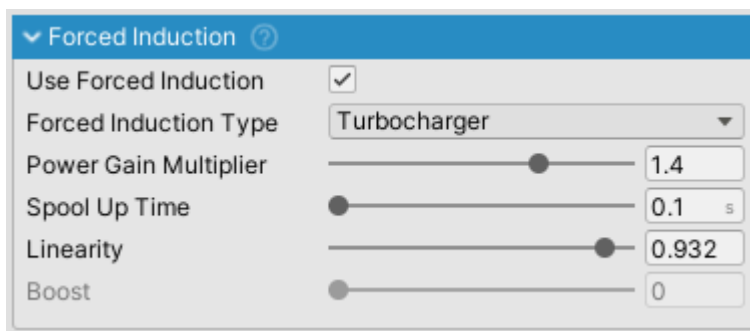 Forced Induction ?
Use Forced Induction
Forced Induction Type Turbocharger
Power Gain Multiplier 1.4
Spool Up Time 0.1 s
Linearity 0.932
Boost 0